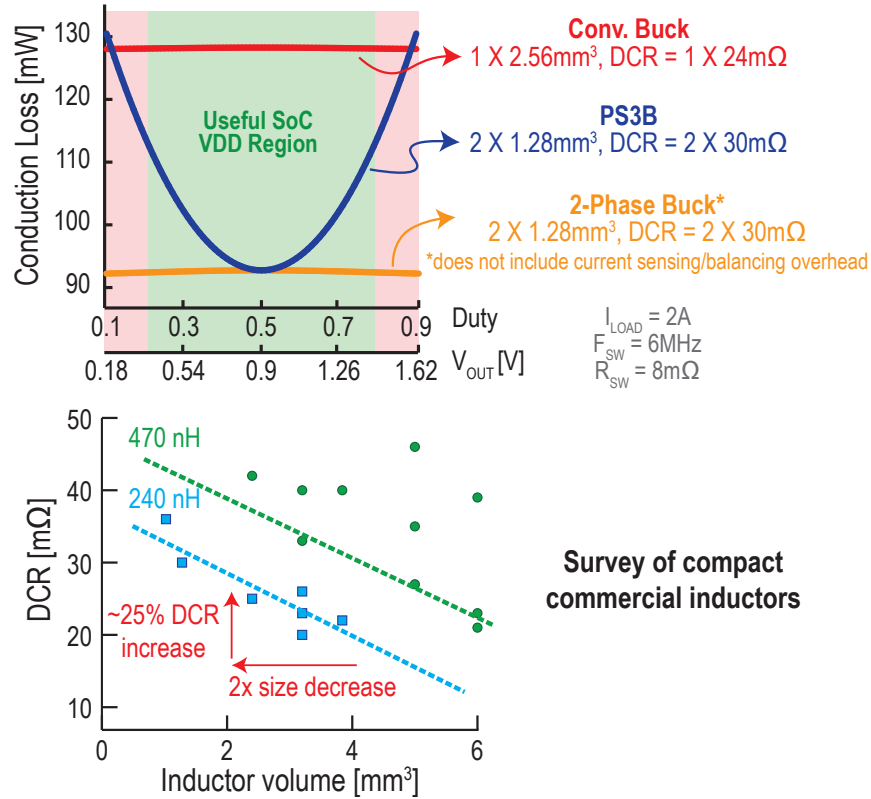 Conduction Loss [mW]
130
120
110
100
90
Useful SoC
VDD Region
0.1
0.3
0.5
0.7
0.9
Duty
0.18
0.54
0.9
1.26
1.62
V_OUT [V]
Conv. Buck
1 X 2.56mm³, DCR = 1 X 24mΩ
PS3B
2 X 1.28mm³, DCR = 2 X 30mΩ
2-Phase Buck*
2 X 1.28mm³, DCR = 2 X 30mΩ
*does not include current sensing/balancing overhead
I_LOAD = 2A
F_SW = 6MHz
R_SW = 8mΩ
DCR [mΩ]
50
40
30
20
10
470 nH
240 nH
~25% DCR
increase
2x size decrease
0
2
4
6
Inductor volume [mm³]
Survey of compact
commercial inductors